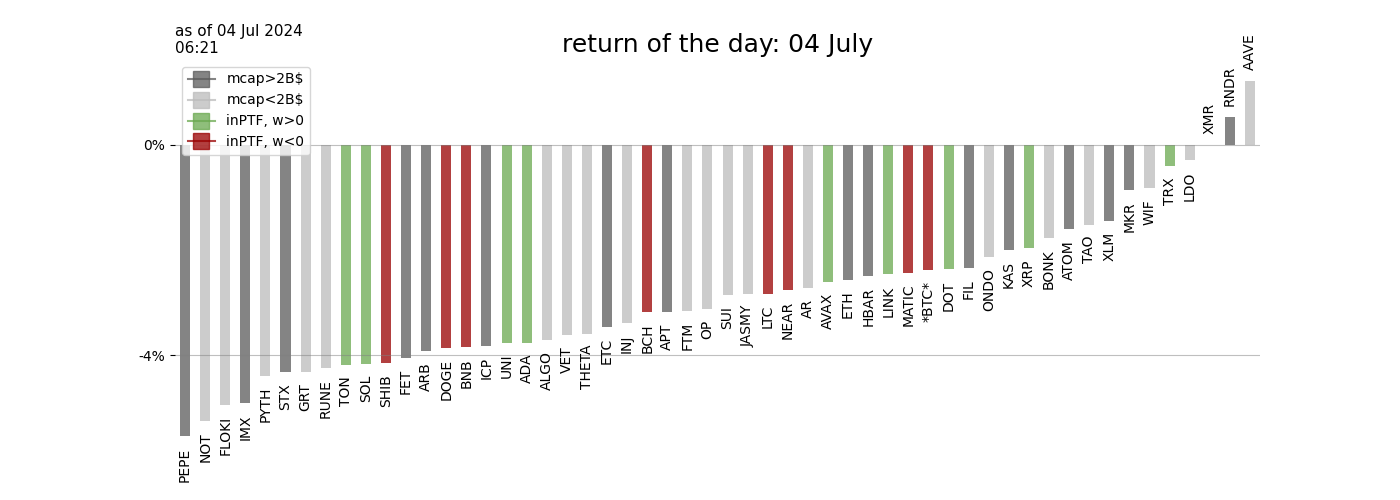 as of 04 Jul 2024
06:21
return of the day: 04 July
mcap>2B$
mcap<2B$
inPTF, w>0
inPTF, w<0
0%
-4%
PEPE
NOT
FLOKI
IMX
PYTH
STX
GRT
RUNE
TON
SOL
SHIB
FET
ARB
DOGE
BNB
ICP
UNI
ADA
ALGO
VET
THETA
ETC
INJ
BCH
APT
FTM
OP
SUI
JASMY
LTC
NEAR
AR
AVAX
ETH
HBAR
LINK
MATIC
*BTC*
DOT
FIL
ONDO
KAS
XRP
BONK
ATOM
TAO
XLM
MKR
WIF
TRX
LDO
XMR
RNDR
AAVE